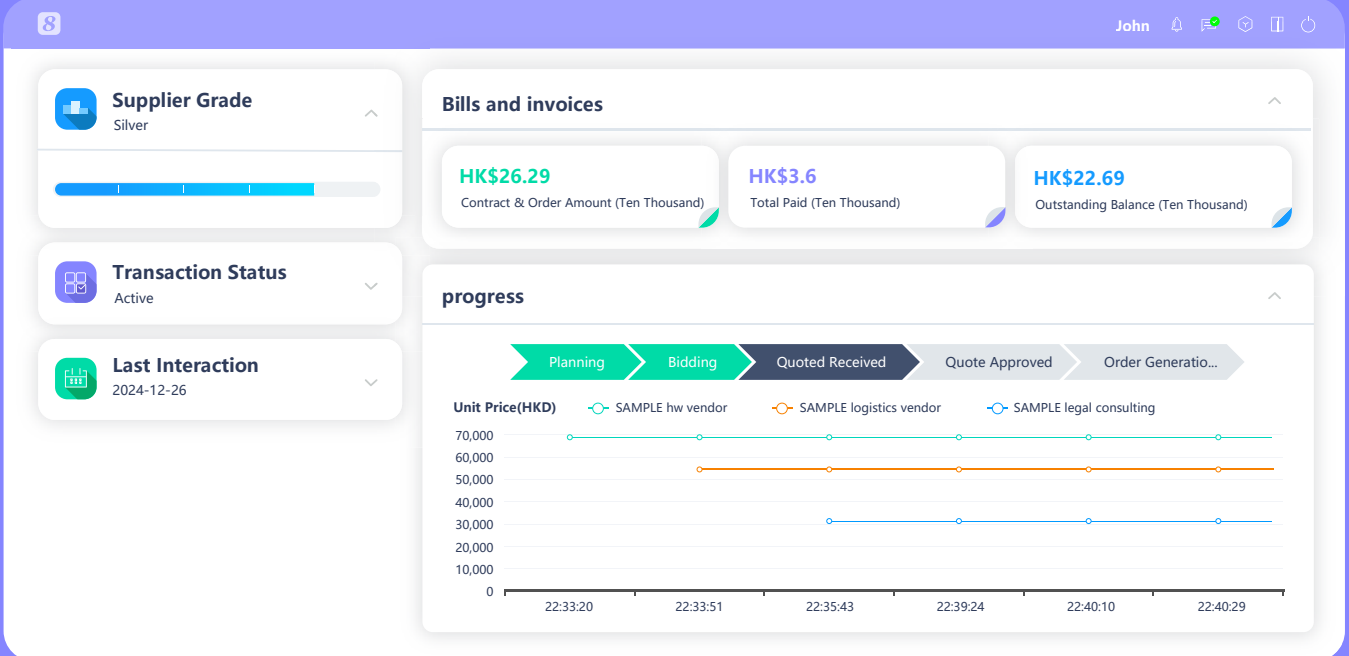 8
John
Supplier Grade
Silver
Transaction Status
Active
Last Interaction
2024-12-26
Bills and invoices
HK$26.29
Contract & Order Amount (Ten Thousand)
HK$3.6
Total Paid (Ten Thousand)
HK$22.69
Outstanding Balance (Ten Thousand)
progress
Planning Bidding Quoted Received Quote Approved Order Generatio...
Unit Price(HKD) SAMPLE hw vendor SAMPLE logistics vendor SAMPLE legal consulting
70,000
60,000
50,000
40,000
30,000
20,000
10,000
0
22:33:20 22:33:51 22:35:43 22:39:24 22:40:10 22:40:29